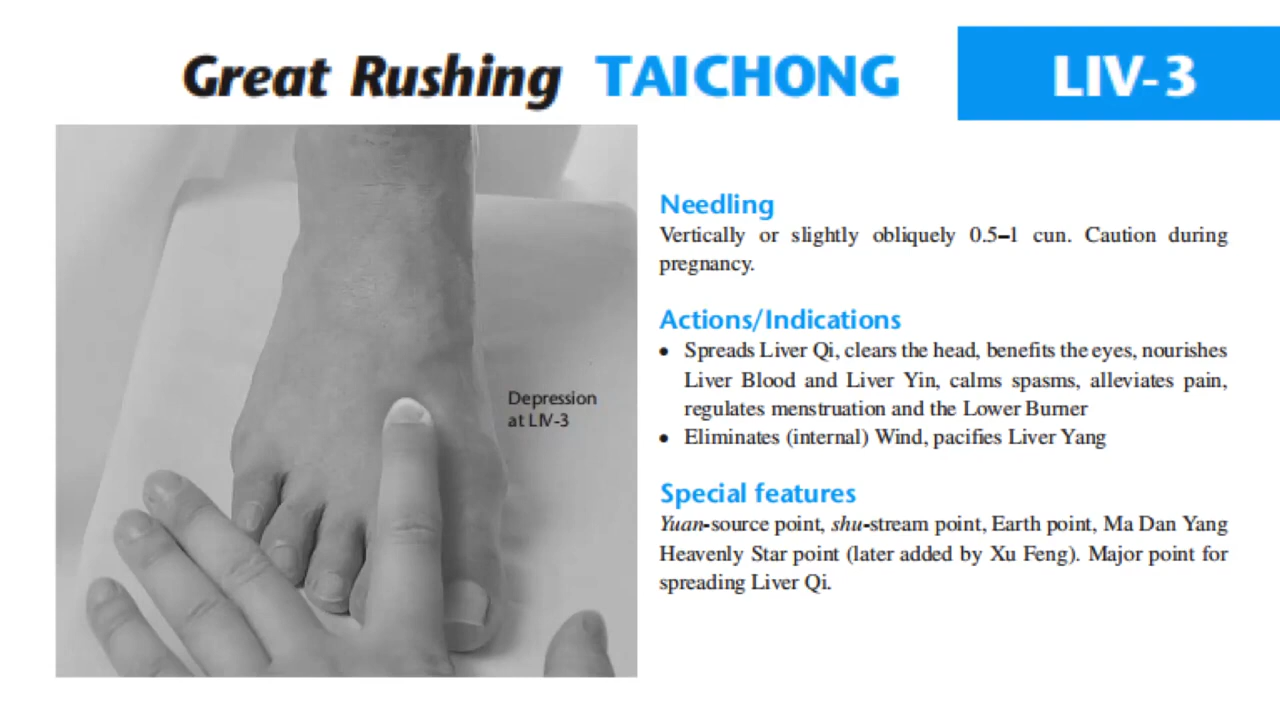 Great Rushing TAICHONG LIV-3
Depression
at LIV-3
Needling
Vertically or slightly obliquely 0.5–1 cun. Caution during
pregnancy.
Actions/Indications
• Spreads Liver Qi, clears the head, benefits the eyes, nourishes
Liver Blood and Liver Yin, calms spasms, alleviates pain,
regulates menstruation and the Lower Burner
• Eliminates (internal) Wind, pacifies Liver Yang
Special features
Yuan-source point, shu-stream point, Earth point, Ma Dan Yang
Heavenly Star point (later added by Xu Feng). Major point for
spreading Liver Qi.